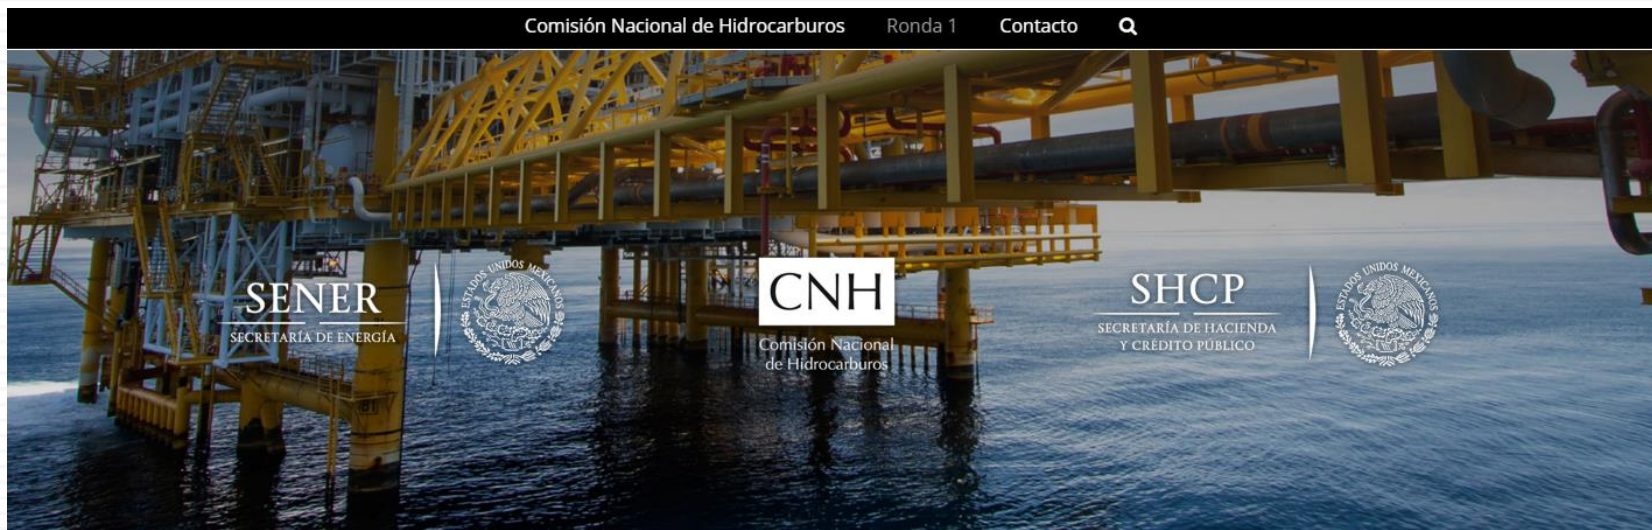 Comisión Nacional de Hidrocarburos Ronda 1 Contacto
SENER
SECRETARÍA DE ENERGÍA
ESTADOS UNIDOS MEXICANOS
CNH
Comisión Nacional
de Hidrocarburos
SHCP
SECRETARÍA DE HACIENDA
Y CRÉDITO PÚBLICO
ESTADOS UNIDOS MEXICANOS
81